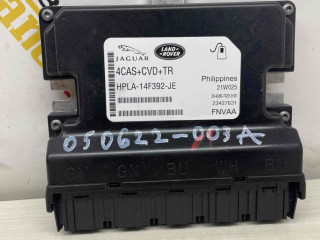 JAGUAR
LAND ROVER
4CAS+CVD+TR
HPLA-14F392-JE
Philippines
21W025
23427631
FNVAA
050622-003A
GY GN BU WH BN